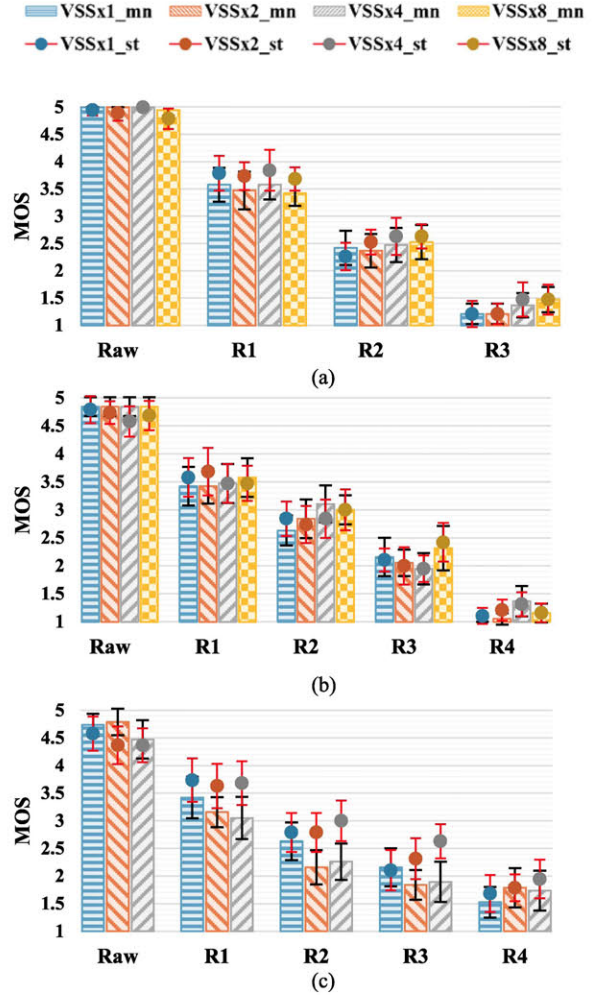 VSSx1_mn VSSx2_mn VSSx4_mn VSSx8_mn
VSSx1_st VSSx2_st VSSx4_st VSSx8_st
MOS
5
4.5
4
3.5
3
2.5
2
1.5
1
Raw R1 R2 R3
(a)
MOS
5
4.5
4
3.5
3
2.5
2
1.5
1
Raw R1 R2 R3 R4
(b)
MOS
5
4.5
4
3.5
3
2.5
2
1.5
1
Raw R1 R2 R3 R4
(c)